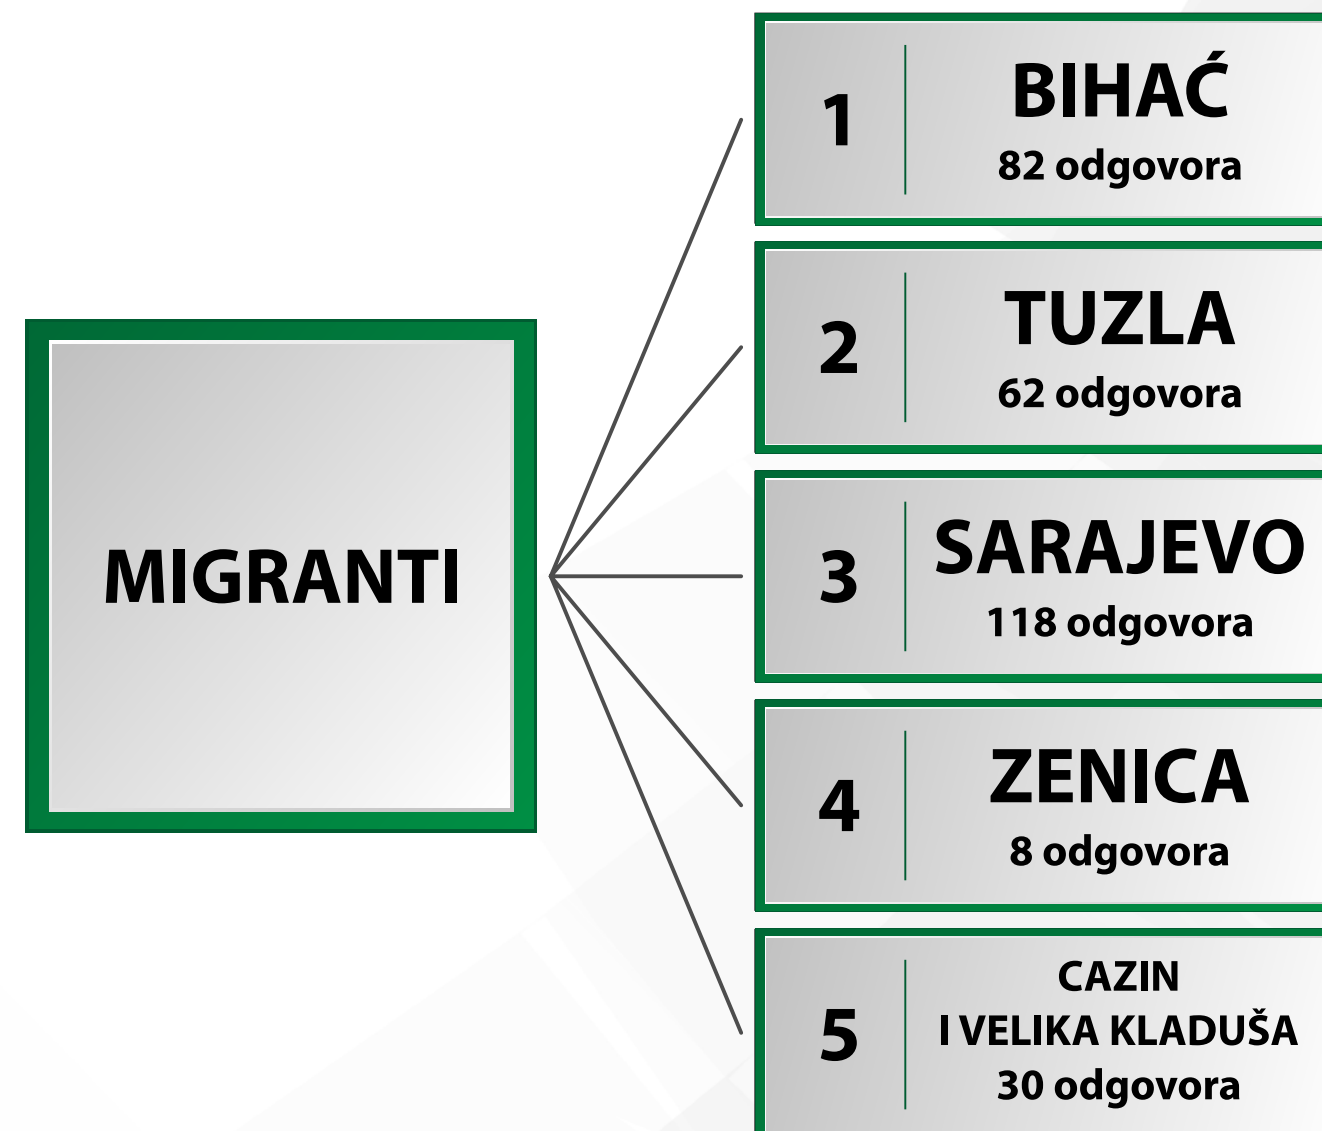 MIGRANTI
1
BIHAĆ
82 odgovora
2
TUZLA
62 odgovora
3
SARAJEVO
118 odgovora
4
ZENICA
8 odgovora
5
CAZIN
I VELIKA KLADUŠA
30 odgovora